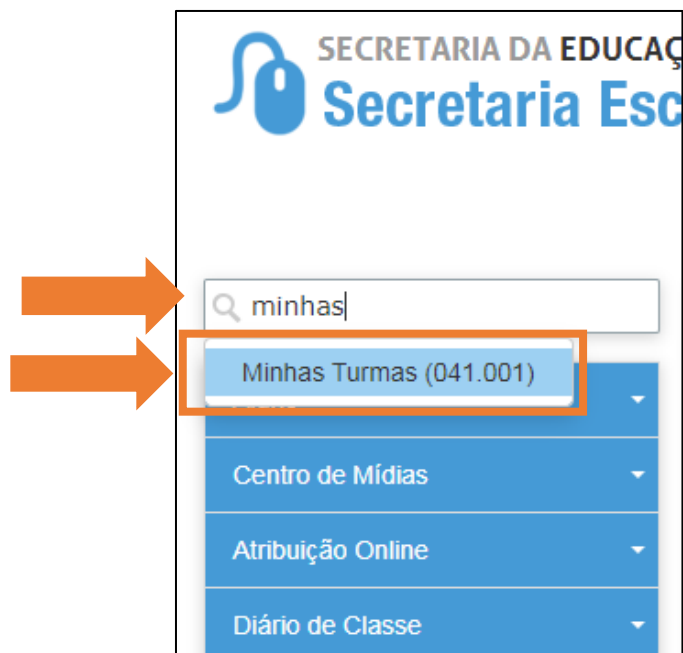 SECRETARIA DA EDUCAÇ
Secretaria Esc
minhas
Minhas Turmas (041.001)
Centro de Mídias
Atribuição Online
Diário de Classe